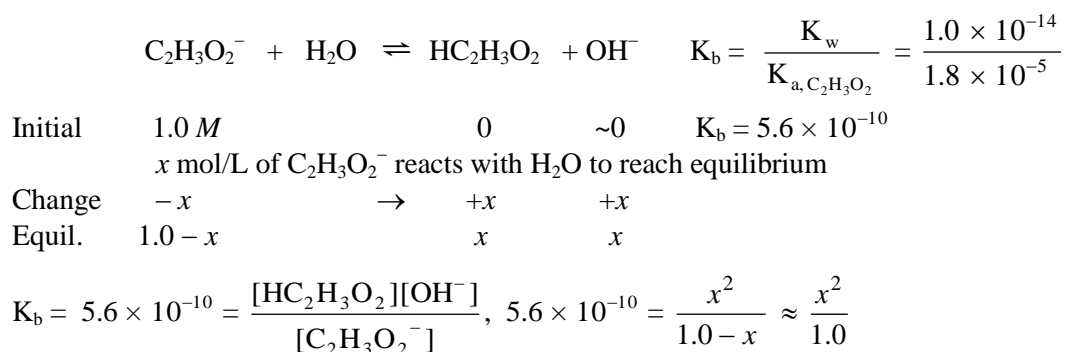 C₂H₃O₂⁻ + H₂O ⇌ HC₂H₃O₂ + OH⁻ K_b = K_w / K_{a, C₂H₃O₂} = 1.0 × 10⁻¹⁴ / 1.8 × 10⁻⁵
Initial 1.0 M 0 ~0 K_b = 5.6 × 10⁻¹⁰
x mol/L of C₂H₃O₂⁻ reacts with H₂O to reach equilibrium
Change – x → +x +x
Equil. 1.0 – x x x
K_b = 5.6 × 10⁻¹⁰ = [HC₂H₃O₂][OH⁻] / [C₂H₃O₂⁻], 5.6 × 10⁻¹⁰ = x² / 1.0 – x ≈ x² / 1.0